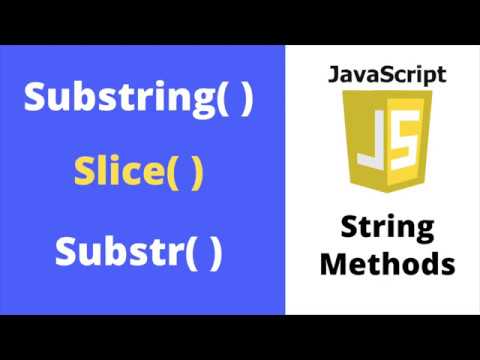 Substring( )
Slice( )
Substr( )
JavaScript
JS
String
Methods